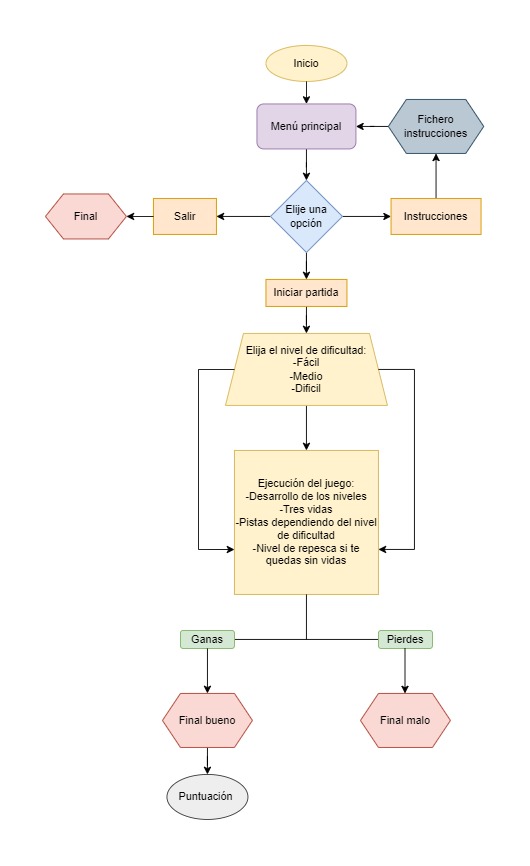 Inicio
Menú principal
Fichero
instrucciones
Final
Salir
Elije una
opción
Instrucciones
Iniciar partida
Elija el nivel de dificultad:
-Fácil
-Medio
-Dificil
Ejecución del juego:
-Desarrollo de los niveles
-Tres vidas
-Pistas dependiendo del nivel
de dificultad
-Nivel de repesca si te
quedas sin vidas
Ganas
Pierdes
Final bueno
Final malo
Puntuación